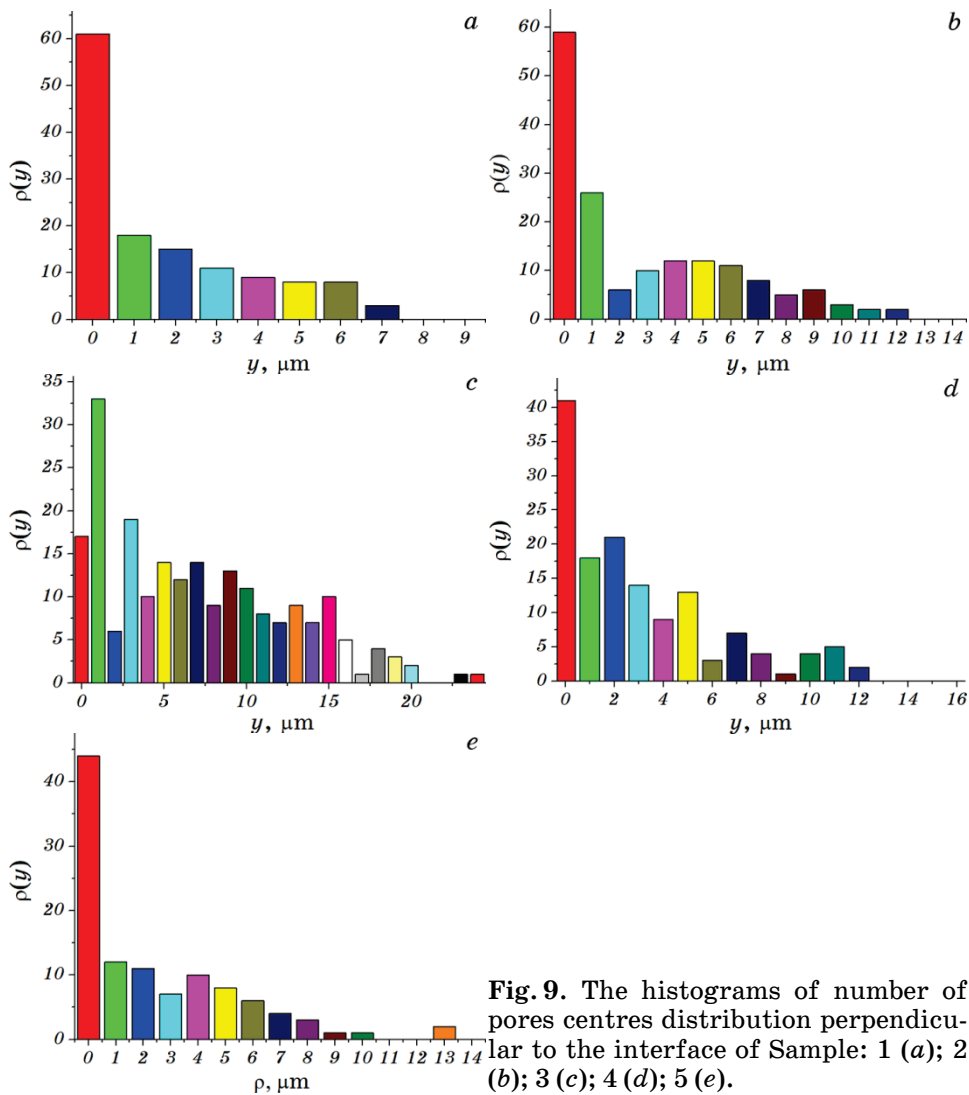 a
60
50
40
30
20
10
0
ρ(y)
0 1 2 3 4 5 6 7 8 9
y, μm
b
60
50
40
30
20
10
0
ρ(y)
0 1 2 3 4 5 6 7 8 9 10 11 12 13 14
y, μm
c
35
30
25
20
15
10
5
0
ρ(y)
0 5 10 15 20
y, μm
d
40
35
30
25
20
15
10
5
0
ρ(y)
0 2 4 6 8 10 12 14 16
y, μm
e
40
30
20
10
0
ρ(y)
0 1 2 3 4 5 6 7 8 9 10 11 12 13 14
ρ, μm
Fig. 9. The histograms of number of
pores centres distribution perpendicu-
lar to the interface of Sample: 1 (a); 2
(b); 3 (c); 4 (d); 5 (e).